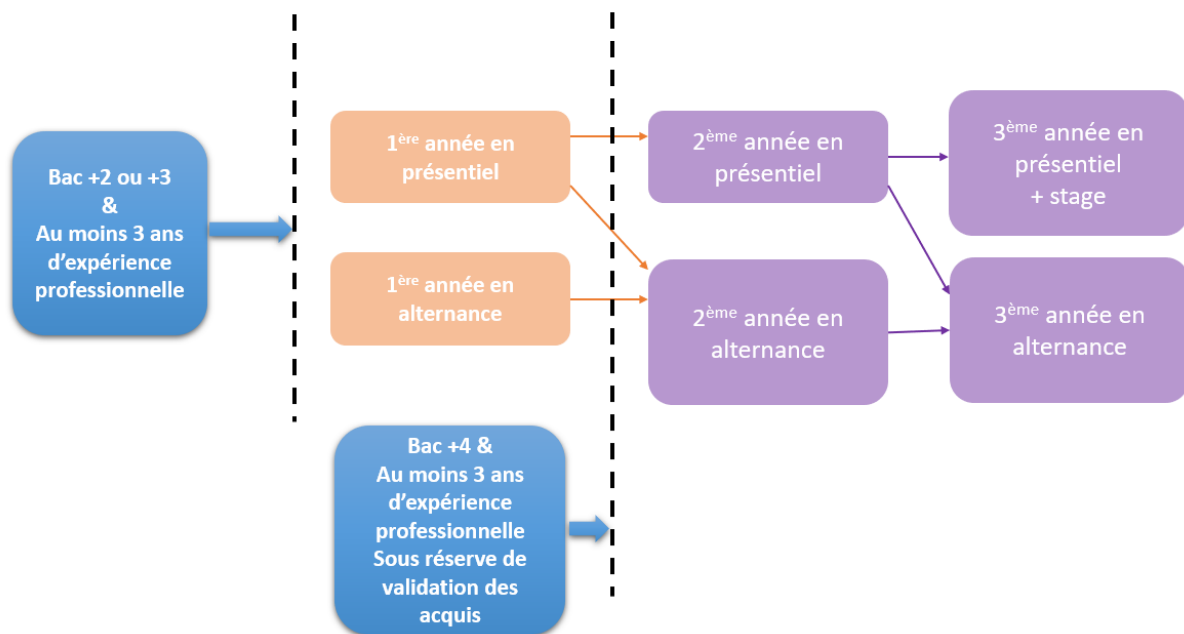 Bac +2 ou +3
&
Au moins 3 ans
d'expérience
professionnelle
1ère année en
présentiel
1ère année en
alternance
Bac +4 &
Au moins 3 ans
d'expérience
professionnelle
Sous réserve de
validation des
acquis
2ème année en
présentiel
2ème année en
alternance
3ème année en
présentiel
+ stage
3ème année en
alternance